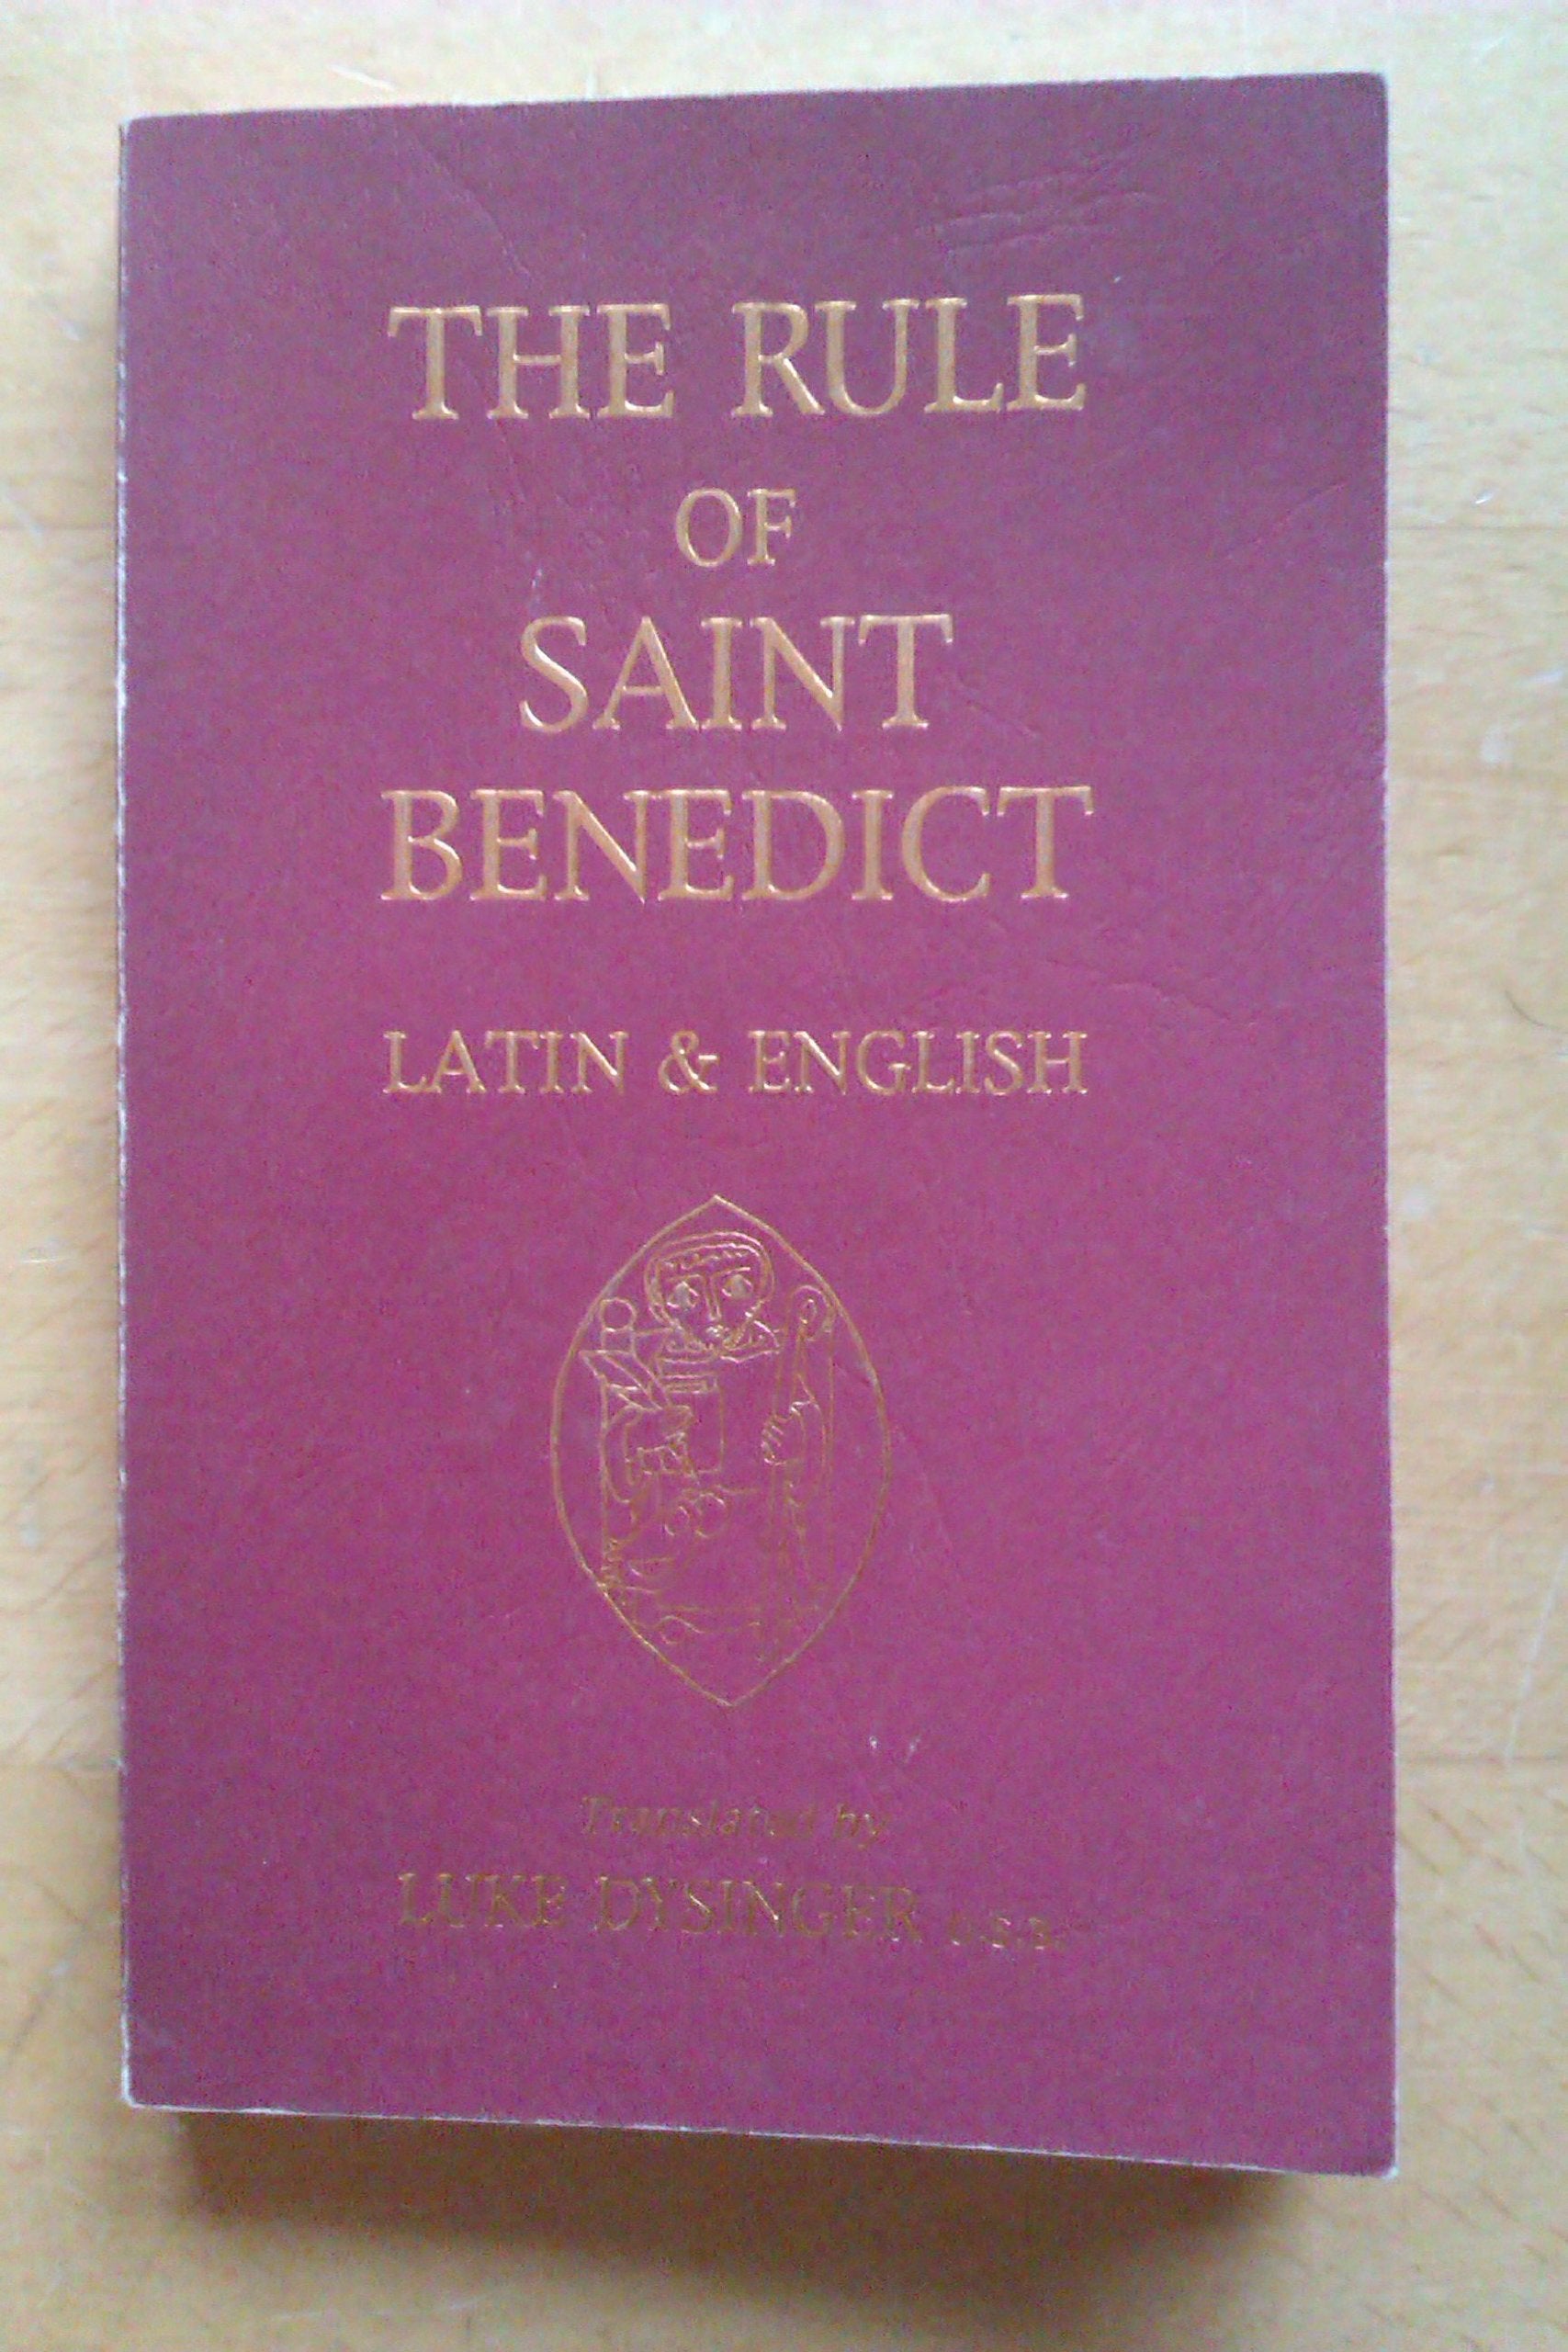 THE RULE
OF
SAINT
BENEDICT
LATIN & ENGLISH
Translated by
LUKE DYSINGER O.S.B.